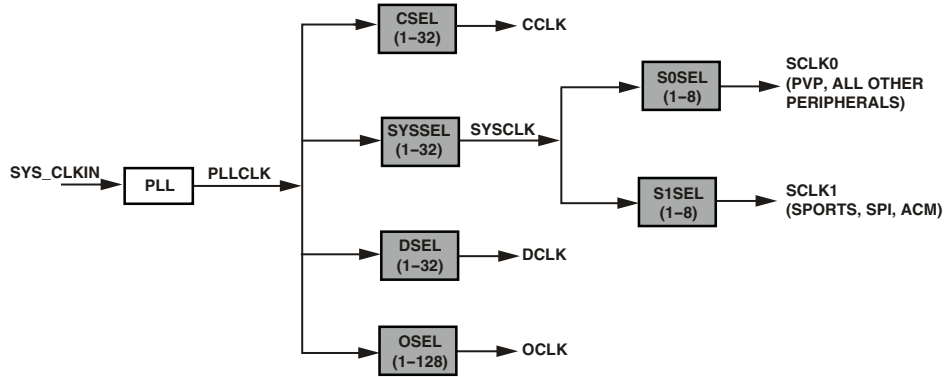 CSEL
(1–32)
CCLK
SYS_CLKIN
PLL
PLLCLK
SYSSEL
(1–32)
SYSCLK
S0SEL
(1–8)
SCLK0
(PVP, ALL OTHER
PERIPHERALS)
S1SEL
(1–8)
SCLK1
(SPORTS, SPI, ACM)
DSEL
(1–32)
DCLK
OSEL
(1–128)
OCLK